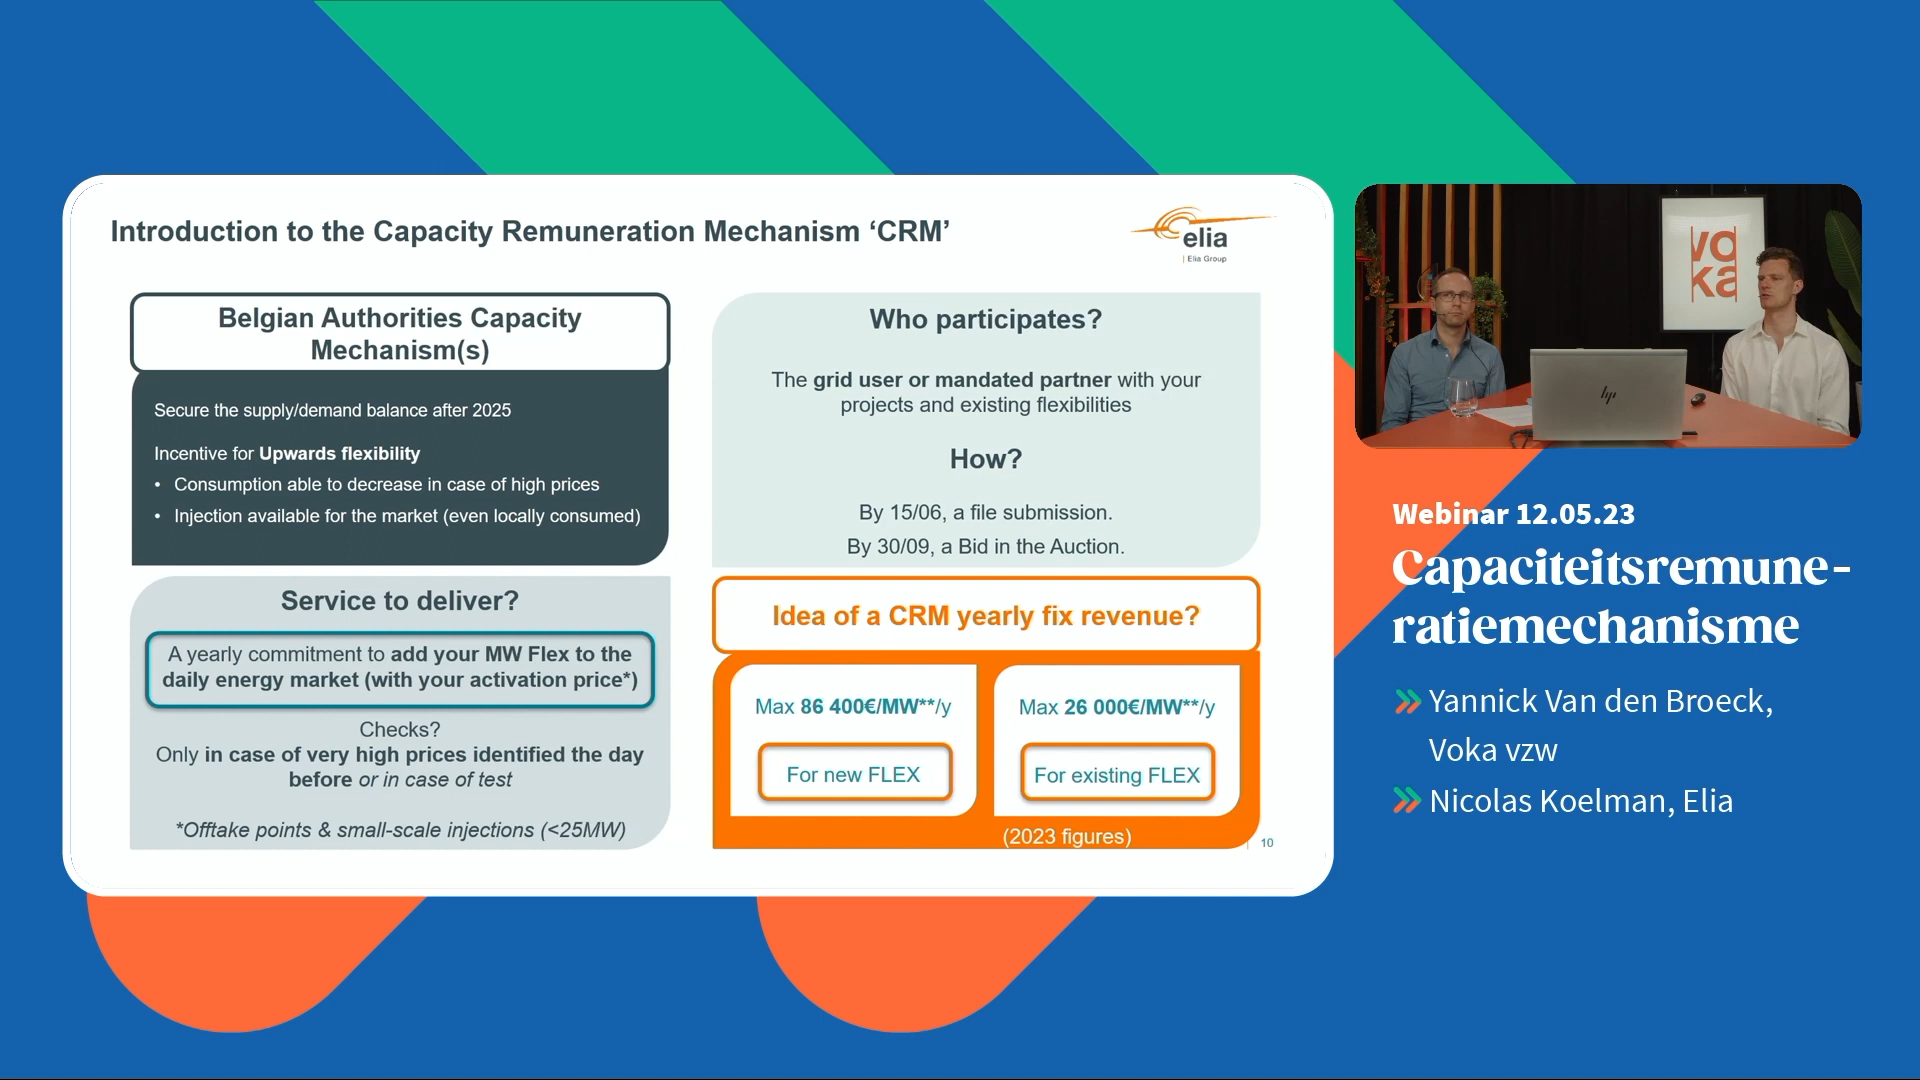 Introduction to the Capacity Remuneration Mechanism ‘CRM’
elia
| Elia Group
Belgian Authorities Capacity
Mechanism(s)
Secure the supply/demand balance after 2025
Incentive for Upwards flexibility
• Consumption able to decrease in case of high prices
• Injection available for the market (even locally consumed)
Who participates?
The grid user or mandated partner with your
projects and existing flexibilities
How?
By 15/06, a file submission.
By 30/09, a Bid in the Auction.
Service to deliver?
A yearly commitment to add your MW Flex to the
daily energy market (with your activation price*)
Checks?
Only in case of very high prices identified the day
before or in case of test
*Offtake points & small-scale injections (<25MW)
Idea of a CRM yearly fix revenue?
Max 86 400€/MW**/y
For new FLEX
Max 26 000€/MW**/y
For existing FLEX
(2023 figures)
10
vo
ka
hp
Webinar 12.05.23
Capaciteitsremune-
ratiemechanisme
Yannick Van den Broeck,
Voka vzw
Nicolas Koelman, Elia